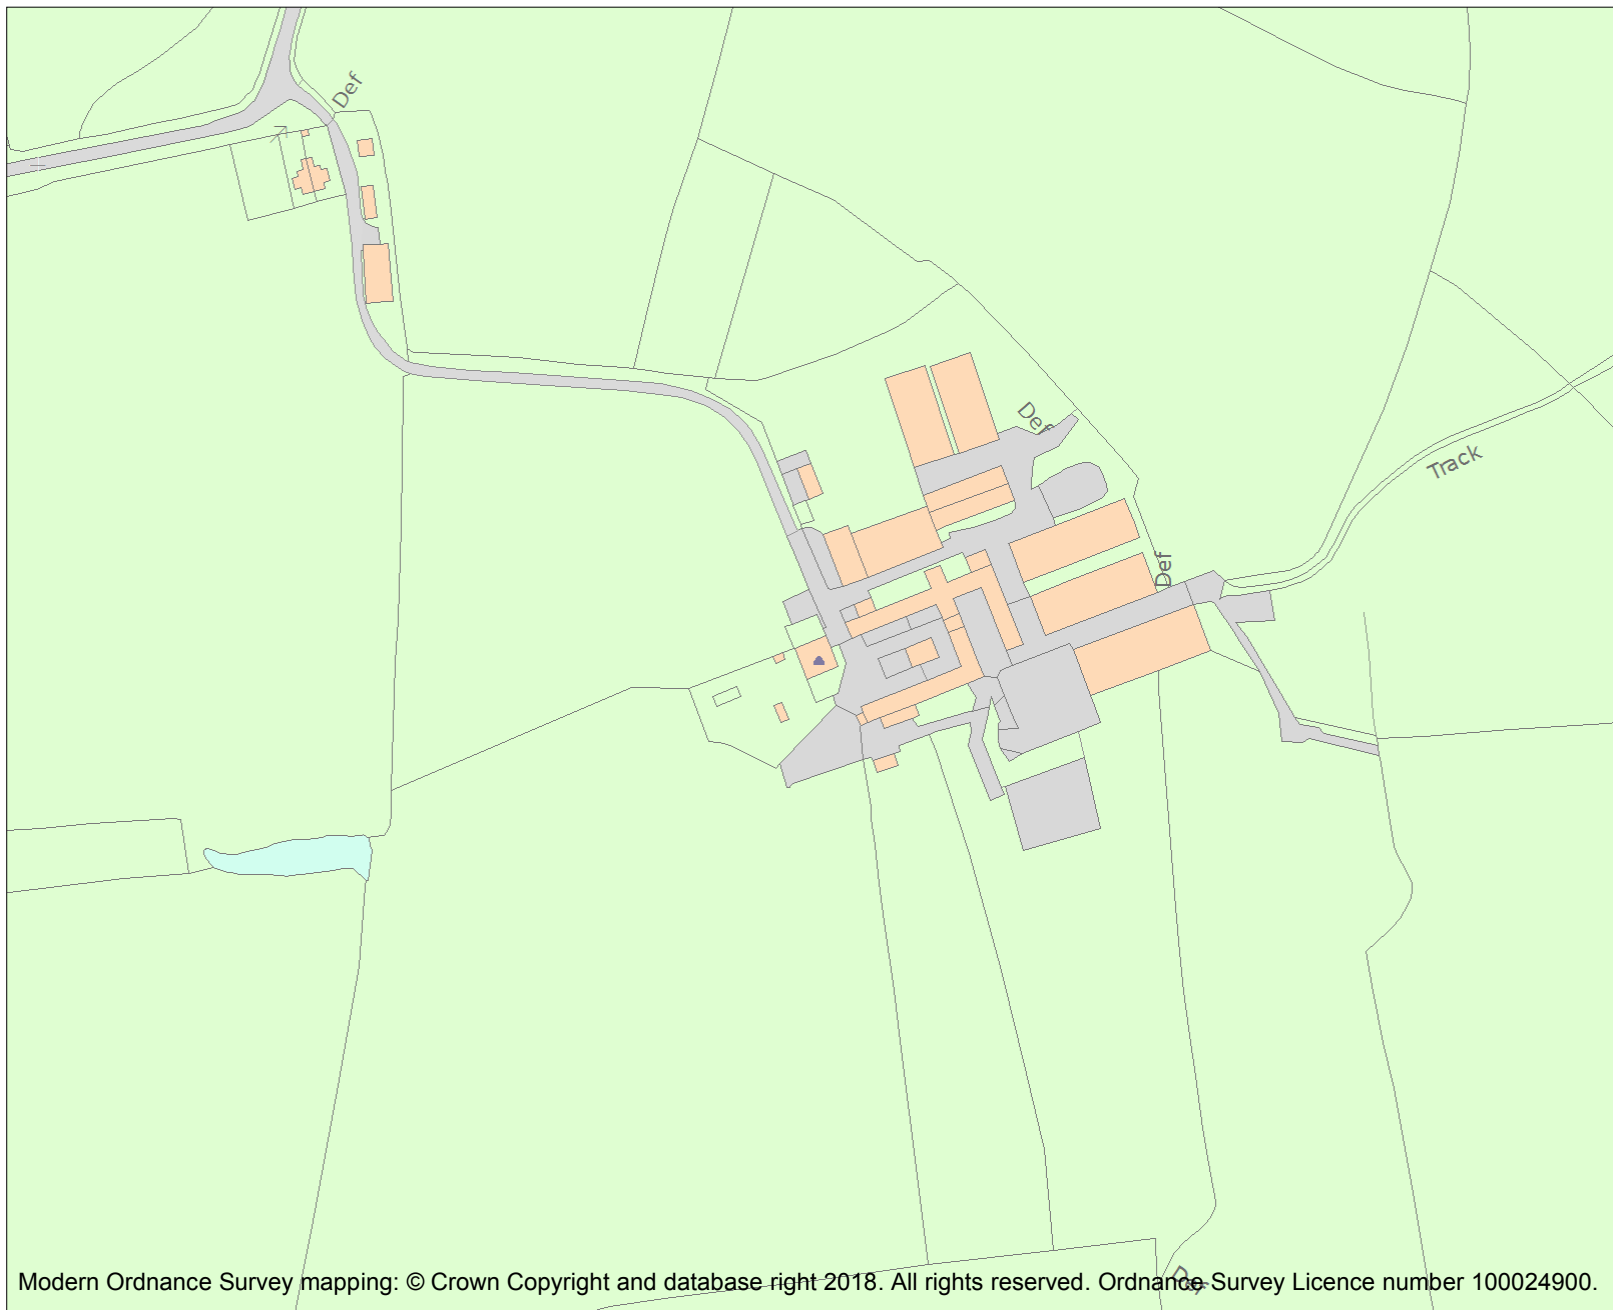 Def
Def
Track
Def
Def
Modern Ordnance Survey mapping: © Crown Copyright and database right 2018. All rights reserved. Ordnance Survey Licence number 100024900.